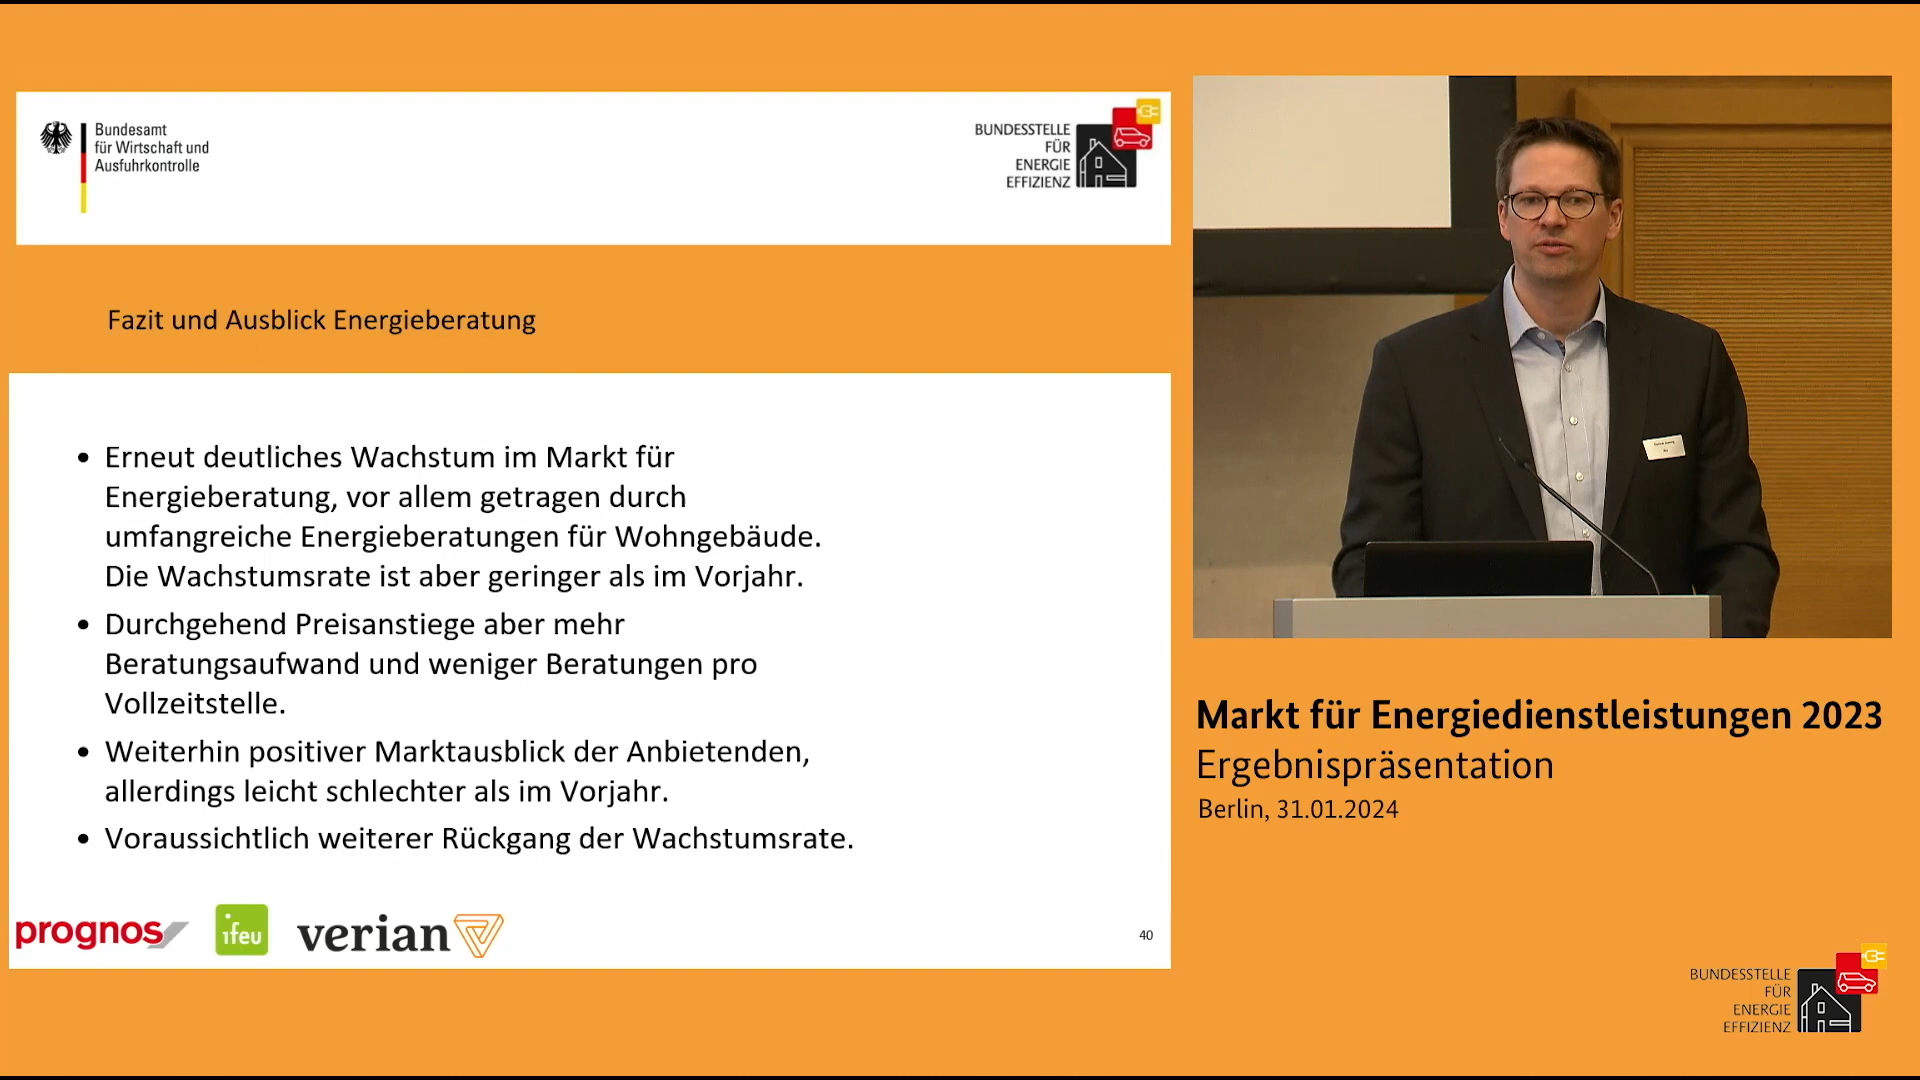 Bundesamt
für Wirtschaft und
Ausfuhrkontrolle
BUNDESSTELLE
FÜR
ENERGIE
EFFIZIENZ
Fazit und Ausblick Energieberatung
• Erneut deutliches Wachstum im Markt für
Energieberatung, vor allem getragen durch
umfangreiche Energieberatungen für Wohngebäude.
Die Wachstumsrate ist aber geringer als im Vorjahr.
• Durchgehend Preisanstiege aber mehr
Beratungsaufwand und weniger Beratungen pro
Vollzeitstelle.
• Weiterhin positiver Marktausblick der Anbietenden,
allerdings leicht schlechter als im Vorjahr.
• Voraussichtlich weiterer Rückgang der Wachstumsrate.
prognos
ifeu
verian
40
Markt für Energiedienstleistungen 2023
Ergebnispräsentation
Berlin, 31.01.2024
BUNDESSTELLE
FÜR
ENERGIE
EFFIZIENZ